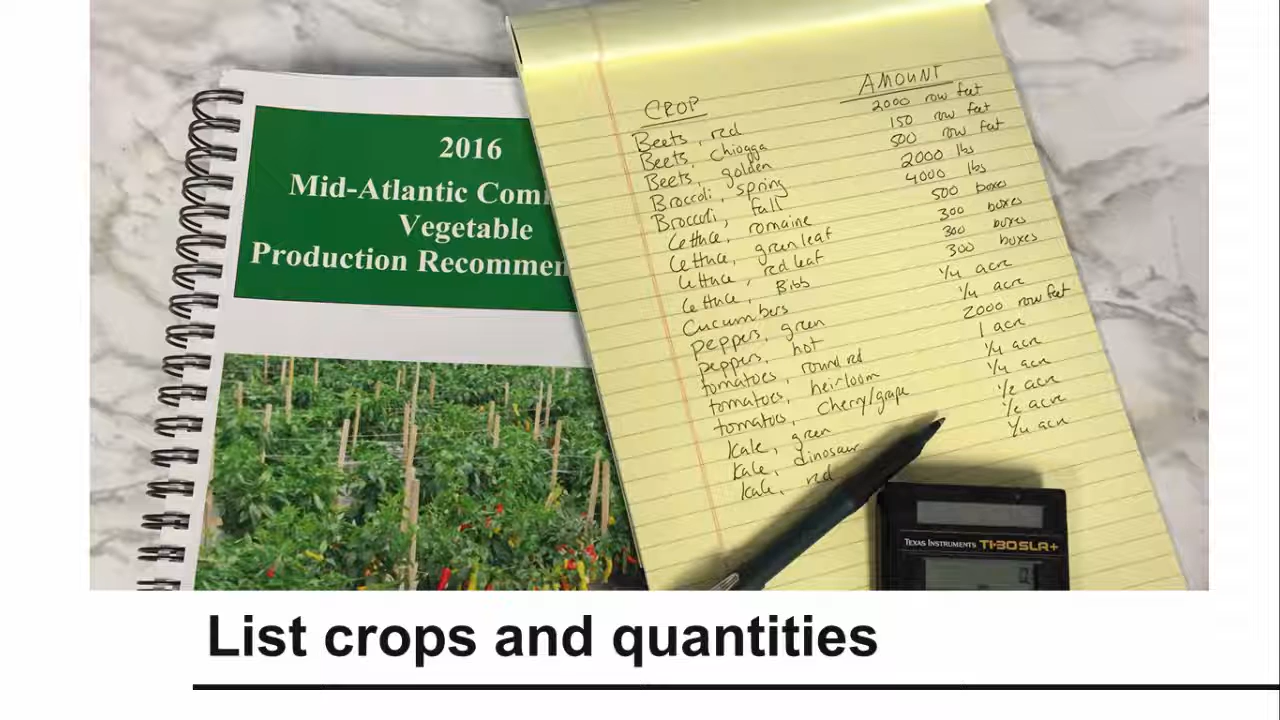 2016
Mid-Atlantic Com
Vegetable
Production Recommen
CROP AMOUNT
Beets, red 2000 row feet
Beets, chiogga 150 row feet
Beets, golden 500 row feet
Broccoli, spring 2000 lbs
Broccoli, fall 4000 lbs
Lettuce, romaine 500 boxes
Lettuce, green leaf 300 boxes
Lettuce, red leaf 300 boxes
Lettuce, Bibb 300 boxes
Cucumbers 1/4 acre
peppers, green 1/4 acre
peppers, hot 2000 row feet
tomatoes, round red 1 acre
tomatoes, heirloom 1/4 acre
tomatoes, cherry/grape 1/4 acre
kale, green 1/2 acre
kale, dinosaur 1/2 acre
kale, red 1/4 acre
TEXAS INSTRUMENTS TI-30 SLR+
0
List crops and quantities